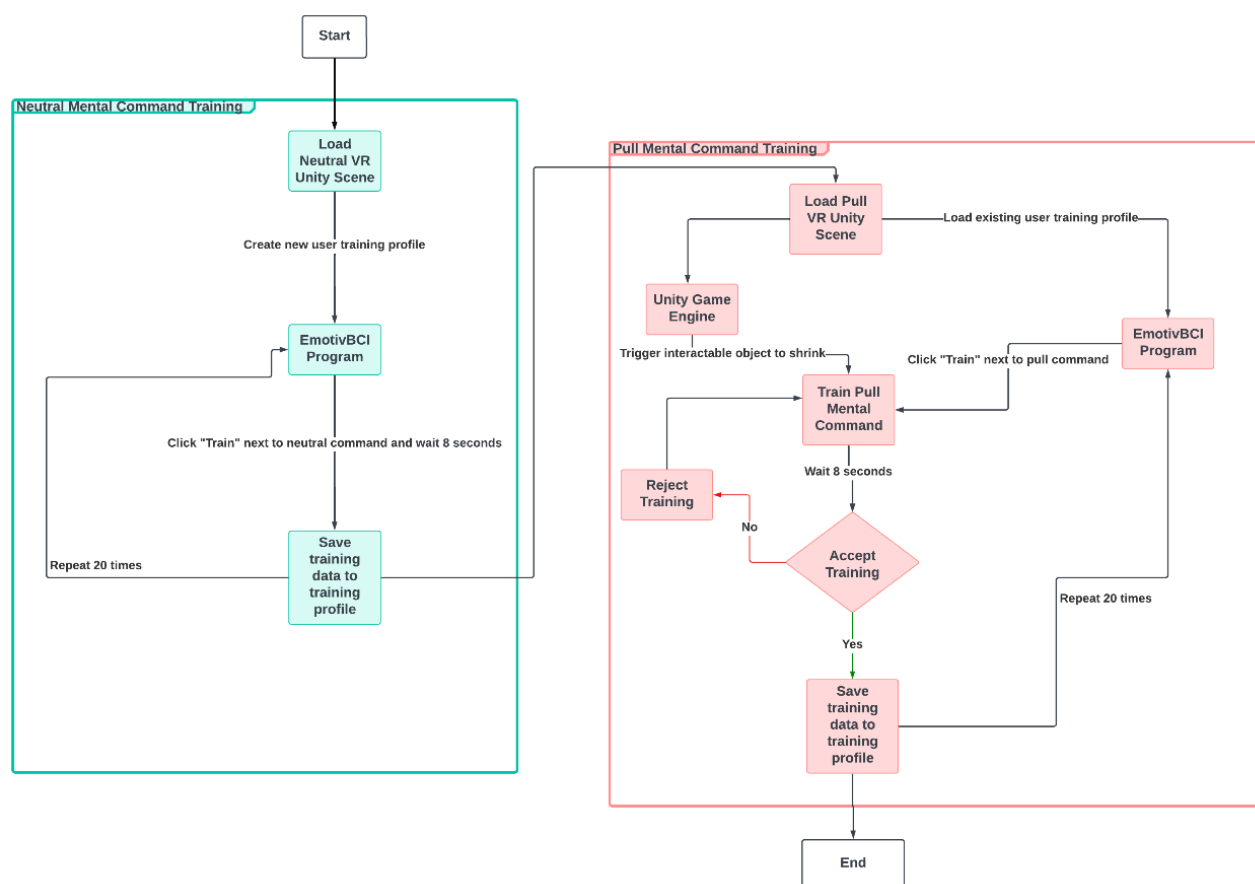 Start
Neutral Mental Command Training
Load
Neutral VR
Unity Scene
Create new user training profile
EmotivBCI
Program
Click "Train" next to neutral command and wait 8 seconds
Save
training
data to
training
profile
Repeat 20 times
Pull Mental Command Training
Load Pull
VR Unity
Scene
Load existing user training profile
Unity Game
Engine
Trigger interactable object to shrink
EmotivBCI
Program
Click "Train" next to pull command
Train Pull
Mental
Command
Wait 8 seconds
Reject
Training
No
Accept
Training
Yes
Repeat 20 times
Save
training
data to
training
profile
End